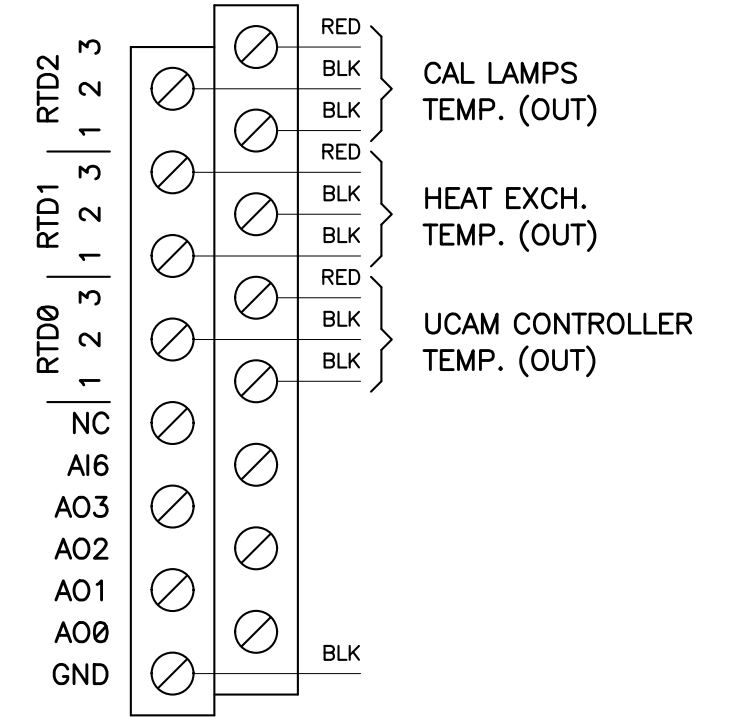 RTD2
3
2
1
RED
BLK
BLK
CAL LAMPS
TEMP. (OUT)
RTD1
3
2
1
RED
BLK
BLK
HEAT EXCH.
TEMP. (OUT)
RTD0
3
2
1
RED
BLK
BLK
UCAM CONTROLLER
TEMP. (OUT)
NC
AI6
AO3
AO2
AO1
AO0
GND
BLK